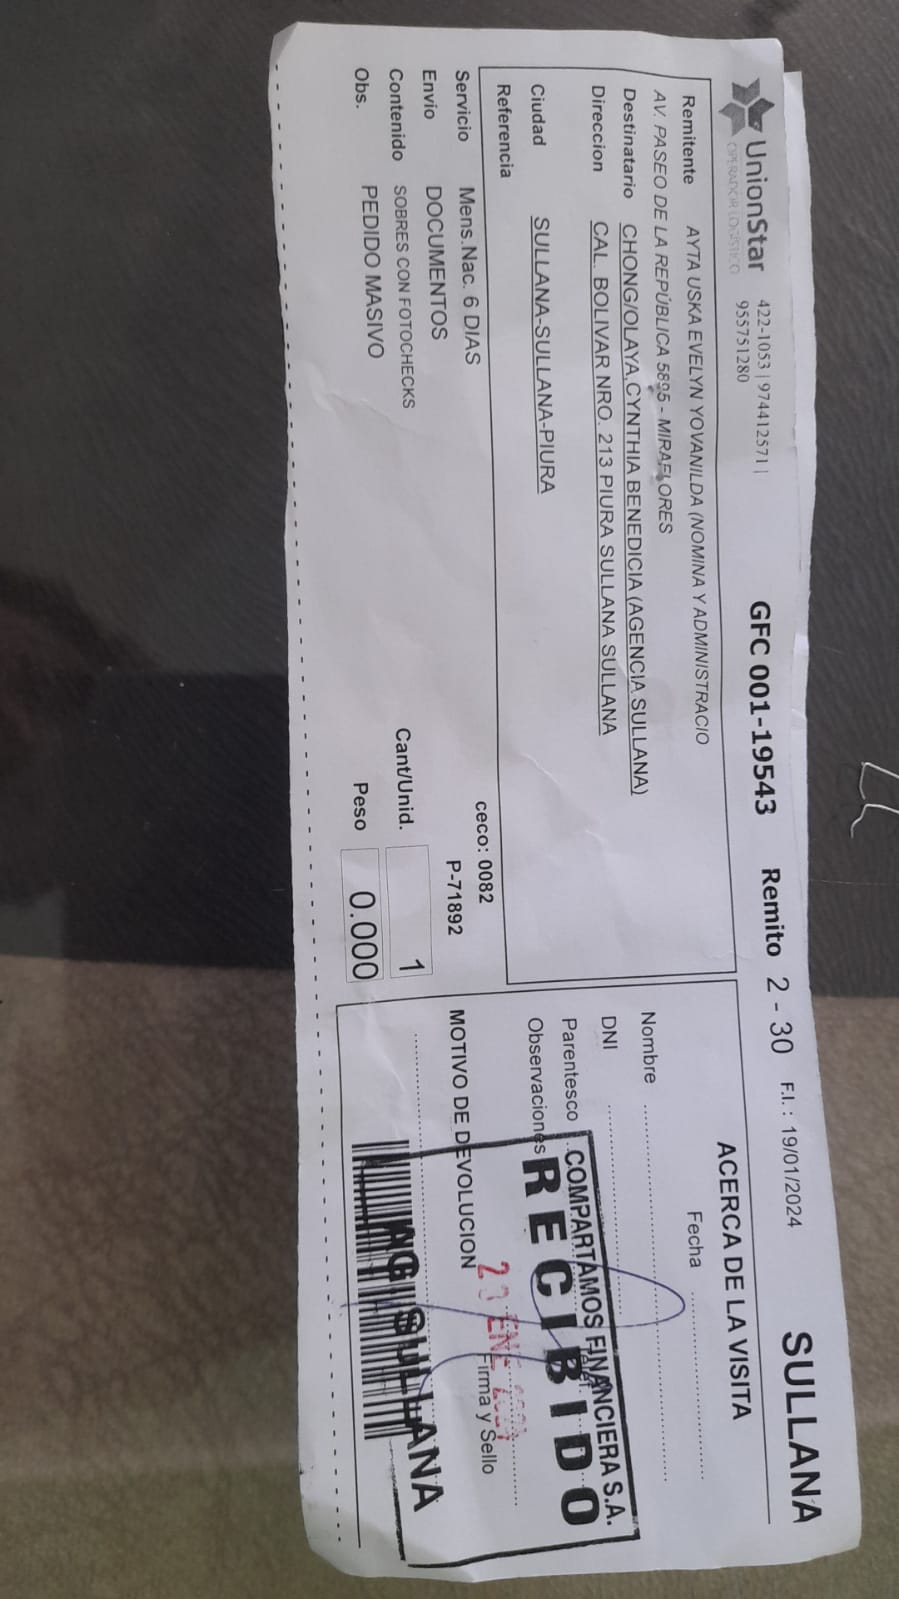 UnionStar
OPERADOR LOGÍSTICO
422-1053 | 974412571 |
955751280
GFC 001-19543
Remito 2 - 30
F.I. : 19/01/2024
SULLANA
Remitente AYTA USKA EVELYN YOVANILDA (NOMINA Y ADMINISTRACIO
AV. PASEO DE LA REPÚBLICA 5895 - MIRAFLORES
Destinatario CHONG/OLAYA,CYNTHIA BENEDICIA (AGENCIA SULLANA)
Direccion CAL. BOLIVAR NRO. 213 PIURA SULLANA SULLANA
Ciudad SULLANA-SULLANA-PIURA
Referencia
Servicio Mens.Nac. 6 DIAS
ceco: 0082
Envio DOCUMENTOS
P-71892
Contenido SOBRES CON FOTOCHECKS
Cant/Unid. 1
Obs. PEDIDO MASIVO
Peso 0.000
ACERCA DE LA VISITA
Fecha
Nombre
DNI
Parentesco
Observaciones
MOTIVO DE DEVOLUCION
Firma y Sello
COMPARTAMOS FINANCIERA S.A.
RECIBIDO
ENE
AG. SULLANA